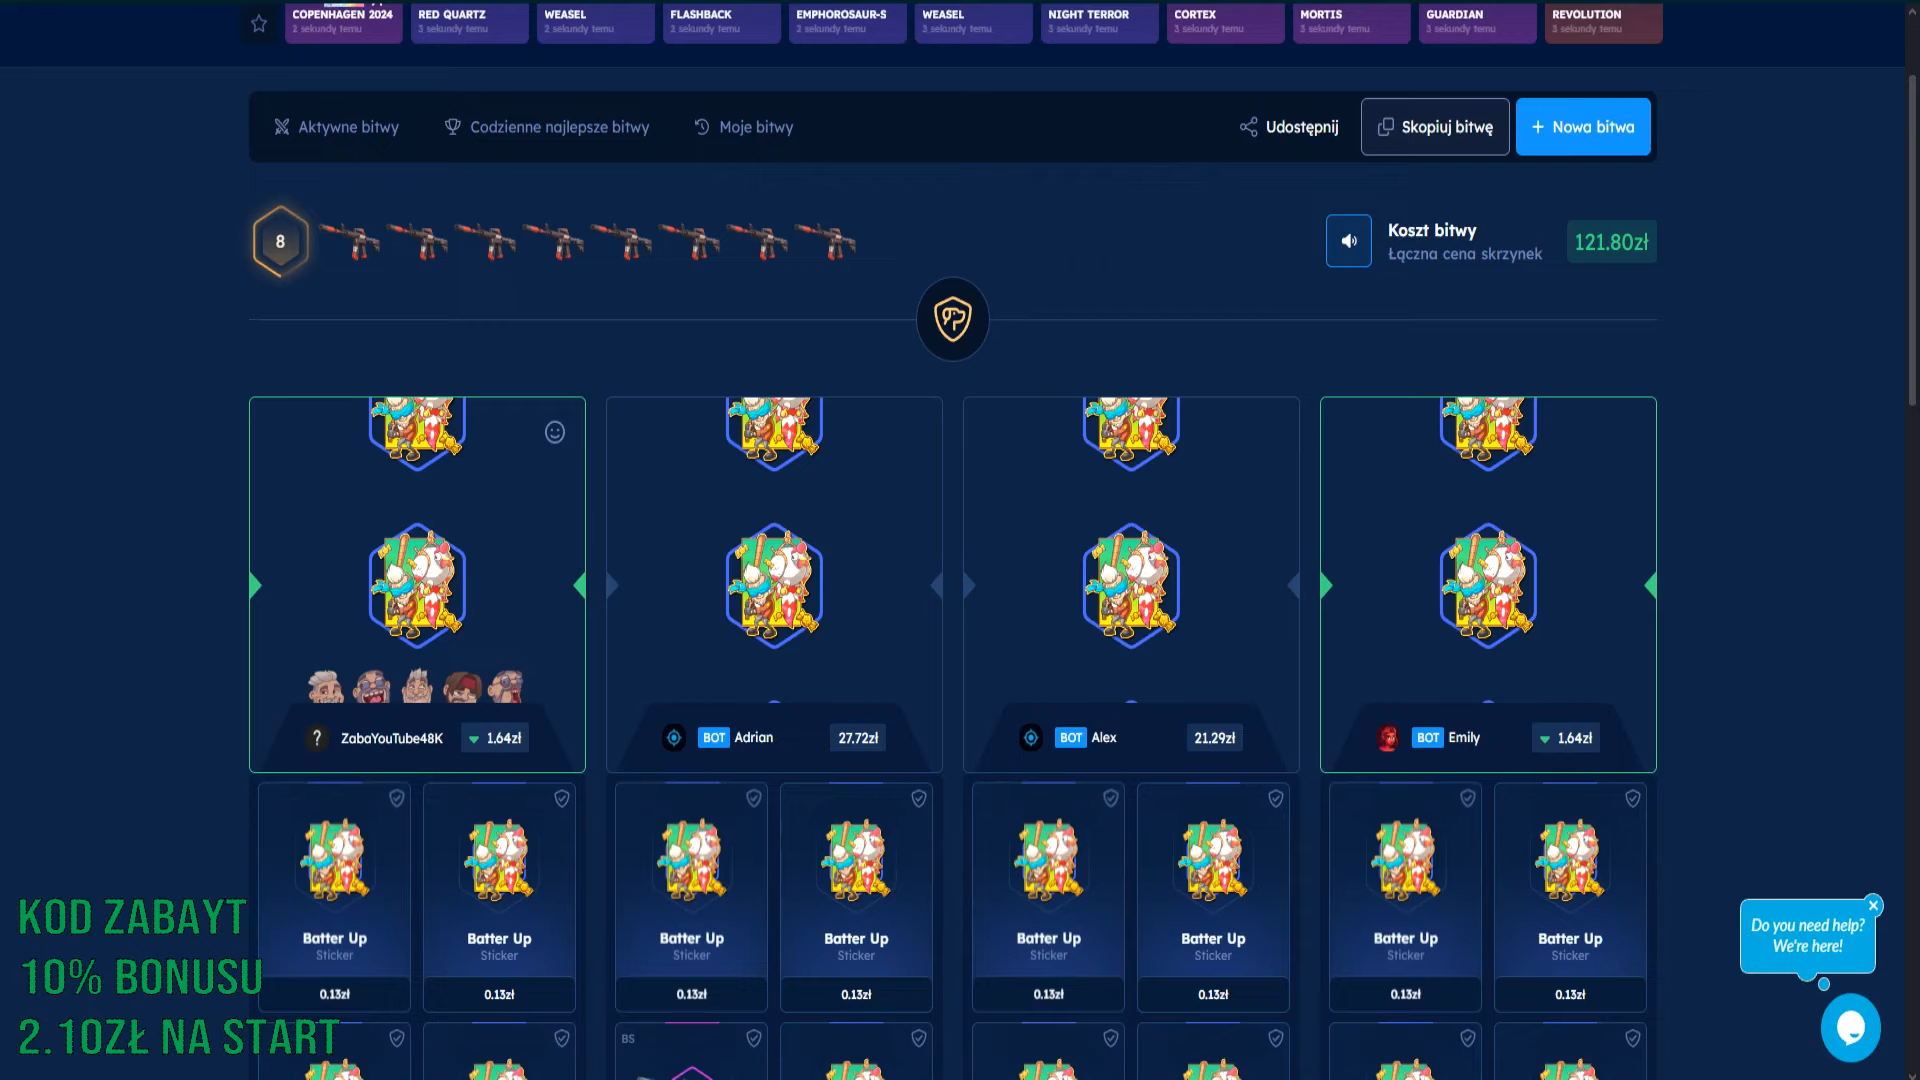 COPENHAGEN 2024
2 sekundy temu
RED QUARTZ
3 sekundy temu
WEASEL
2 sekundy temu
FLASHBACK
2 sekundy temu
EMPHOROSAUR-S
2 sekundy temu
WEASEL
3 sekundy temu
NIGHT TERROR
3 sekundy temu
CORTEX
3 sekundy temu
MORTIS
3 sekundy temu
GUARDIAN
3 sekundy temu
REVOLUTION
3 sekundy temu
Aktywne bitwy
Codzienne najlepsze bitwy
Moje bitwy
Udostępnij
Skopiuj bitwę
+ Nowa bitwa
8
Koszt bitwy
Łączna cena skrzynek
121.80zł
? ZabaYouTube48K 1.64zł
BOT Adrian 27.72zł
BOT Alex 21.29zł
BOT Emily 1.64zł
Batter Up
Sticker
0.13zł
Batter Up
Sticker
0.13zł
Batter Up
Sticker
0.13zł
Batter Up
Sticker
0.13zł
Batter Up
Sticker
0.13zł
Batter Up
Sticker
0.13zł
Batter Up
Sticker
0.13zł
Batter Up
Sticker
0.13zł
BS
KOD ZABAYT
10% BONUSU
2.10ZŁ NA START
Do you need help?
We're here!